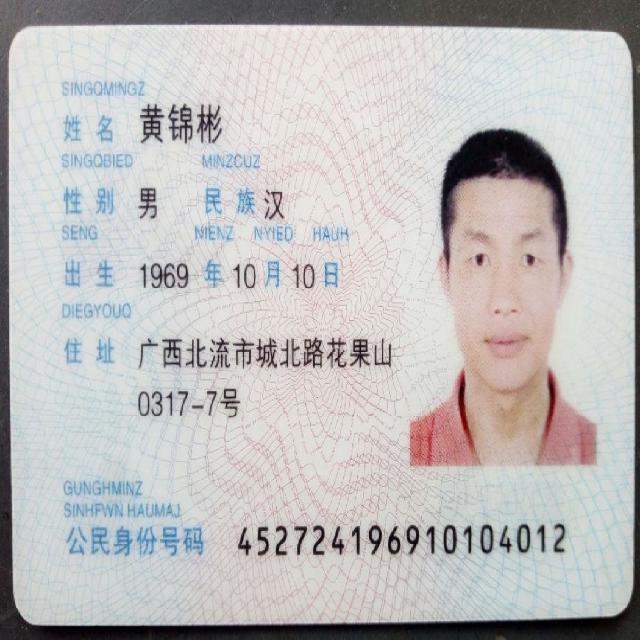 SINGQMINGZ
姓名 黄锦彬
SINGQBIED MINZCUZ
性别 男 民族 汉
SENG NIENZ NYIED HAUH
出生 1969 年 10 月 10 日
DIEGYOUQ
住址 广西北流市城北路花果山
0317-7号
GUNGHMINZ
SINHFWN HAUMAJ
公民身份号码 452724196910104012